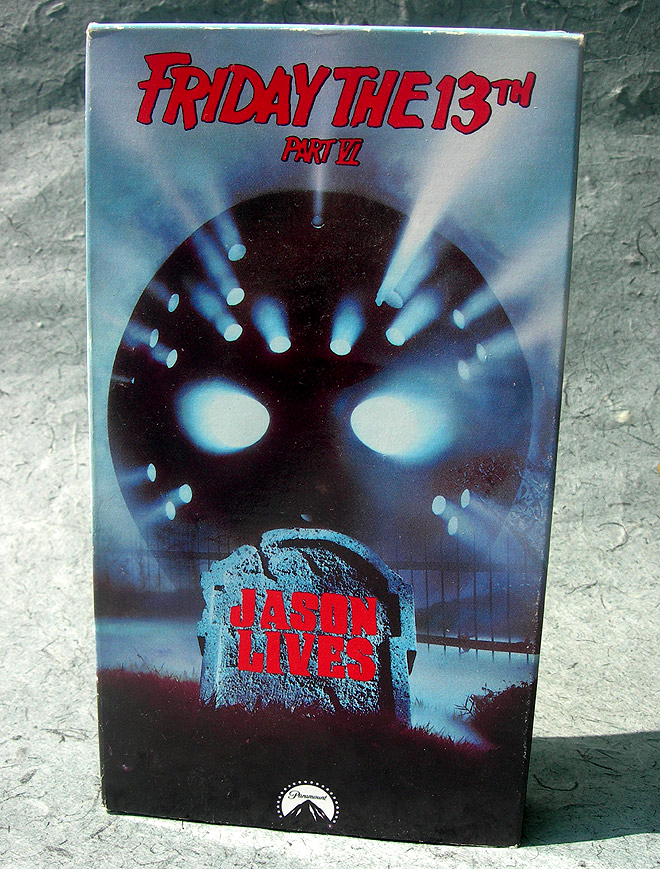 FRIDAY THE 13TH
PART VI
JASON
LIVES
Paramount